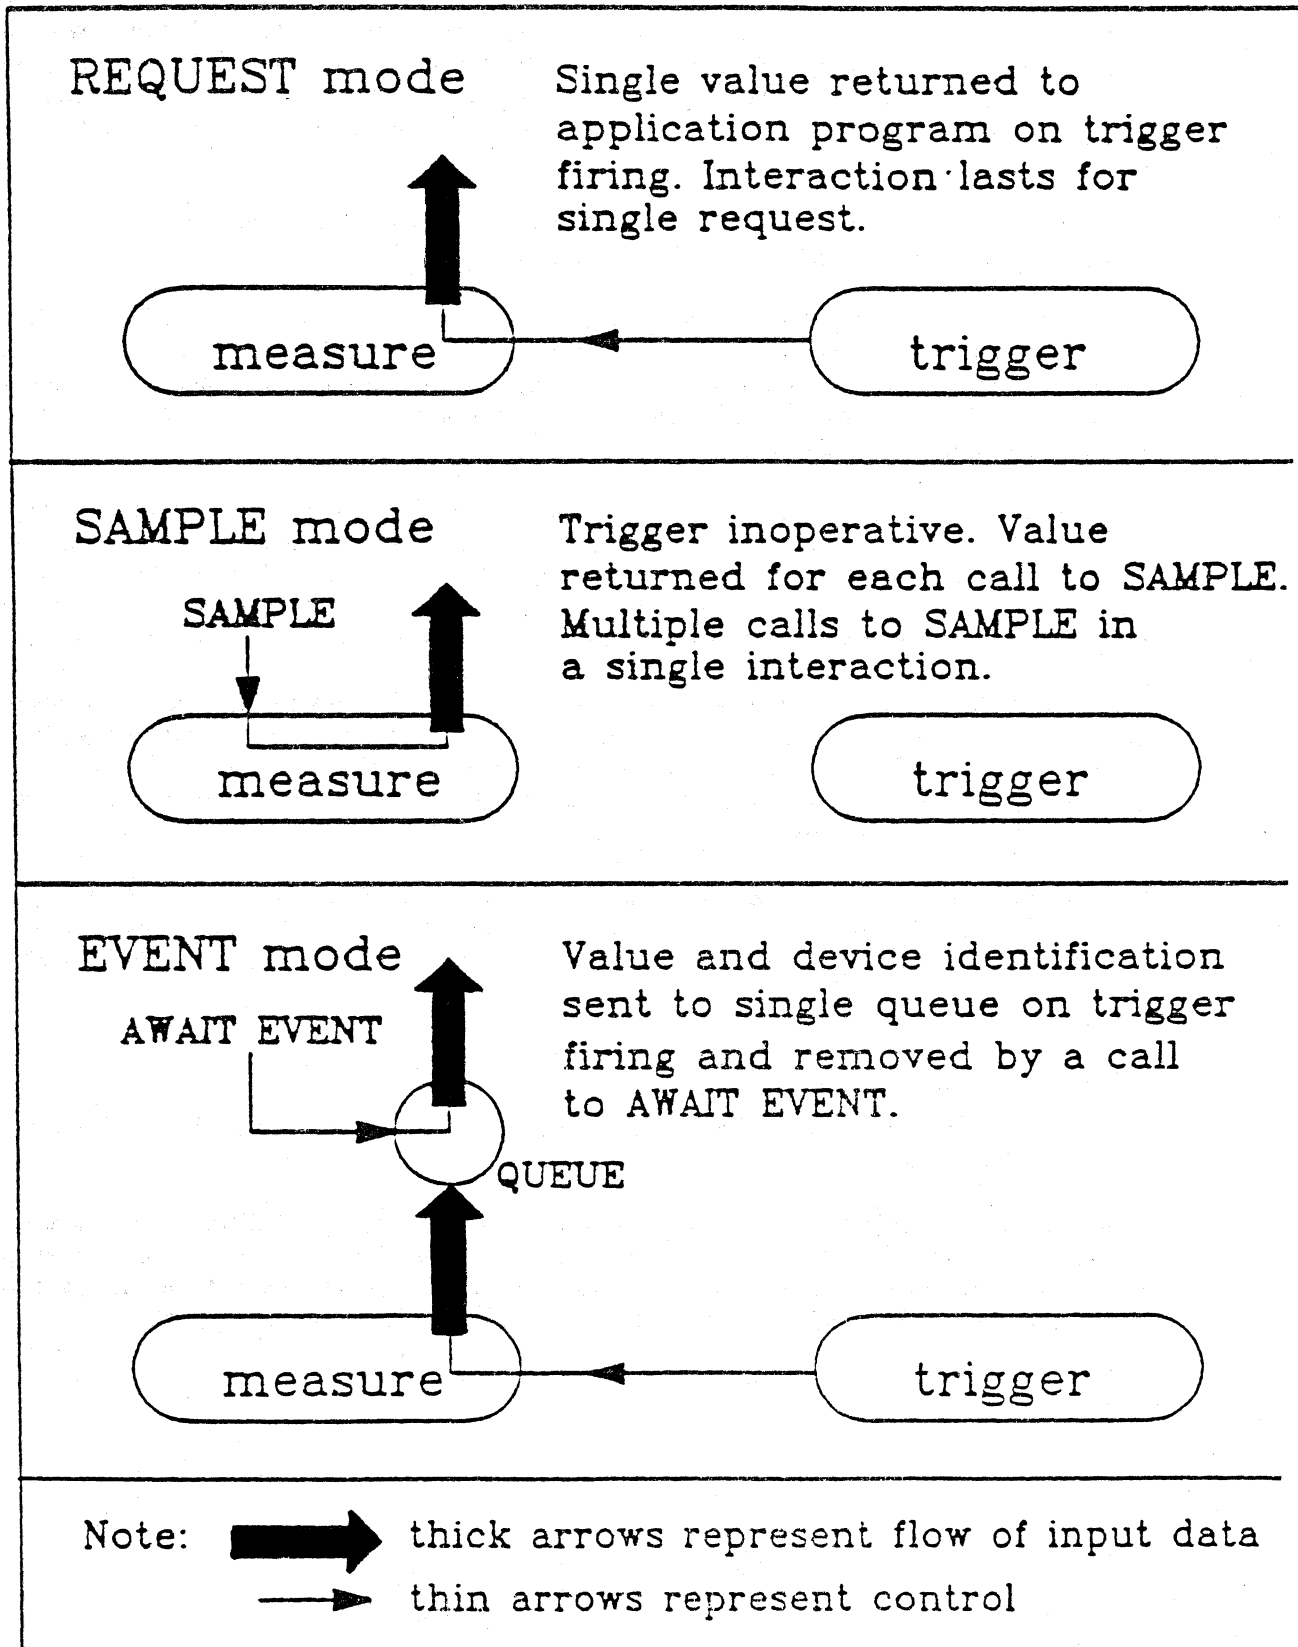 REQUEST mode
Single value returned to
application program on trigger
firing. Interaction lasts for
single request.
measure
trigger
SAMPLE mode
Trigger inoperative. Value
returned for each call to SAMPLE.
Multiple calls to SAMPLE in
a single interaction.
SAMPLE
measure
trigger
EVENT mode
Value and device identification
sent to single queue on trigger
firing and removed by a call
to AWAIT EVENT.
AWAIT EVENT
QUEUE
measure
trigger
Note:
thick arrows represent flow of input data
thin arrows represent control